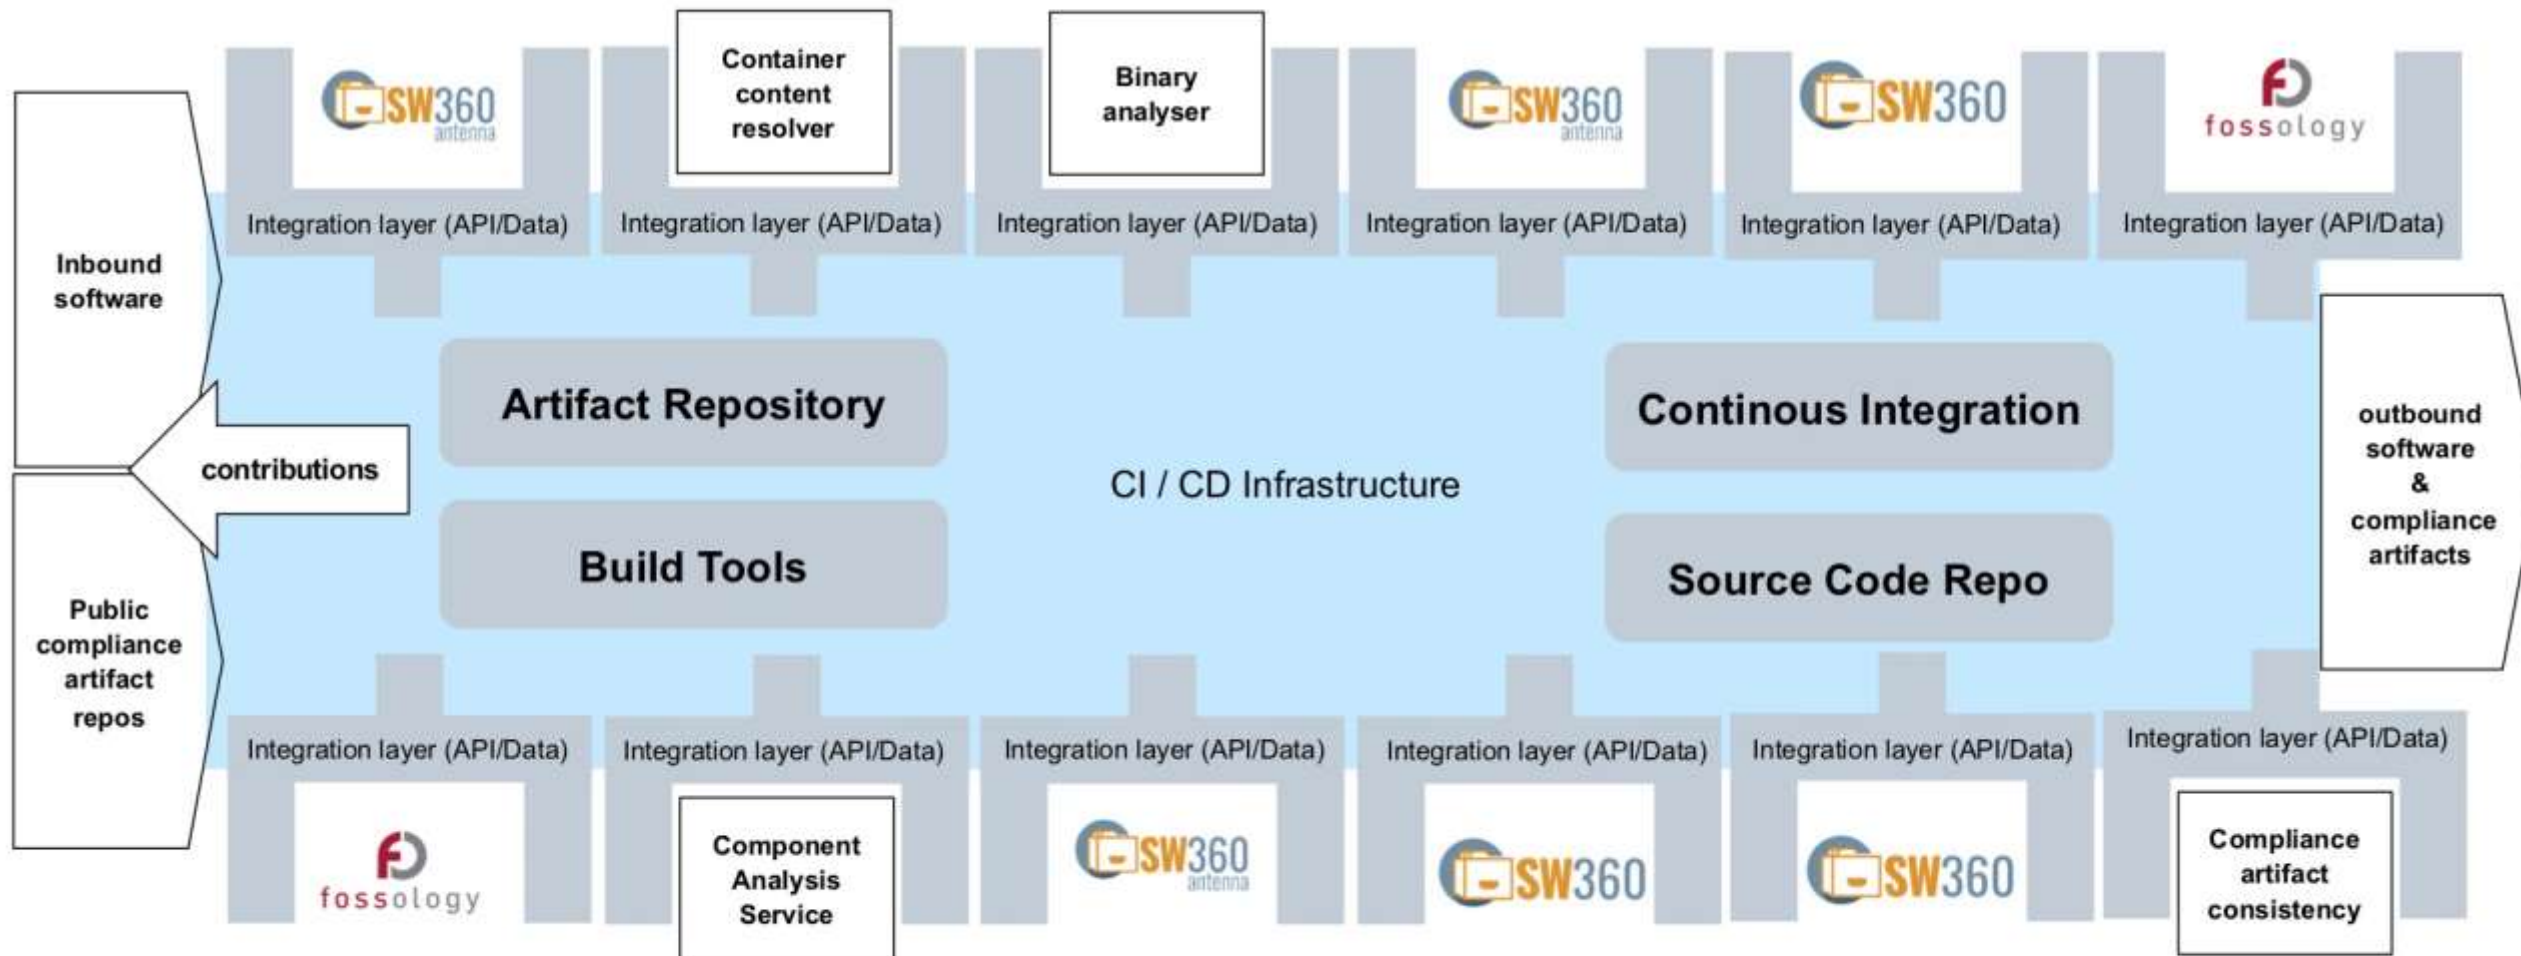 SW360
antenna
Container
content
resolver
Binary
analyser
SW360
antenna
SW360
fossology
Integration layer (API/Data)
Integration layer (API/Data)
Integration layer (API/Data)
Integration layer (API/Data)
Integration layer (API/Data)
Integration layer (API/Data)
Inbound
software
Artifact Repository
Continous Integration
contributions
CI / CD Infrastructure
outbound
software
&
compliance
artifacts
Build Tools
Source Code Repo
Public
compliance
artifact
repos
Integration layer (API/Data)
Integration layer (API/Data)
Integration layer (API/Data)
Integration layer (API/Data)
Integration layer (API/Data)
Integration layer (API/Data)
fossology
Component
Analysis
Service
SW360
antenna
SW360
SW360
Compliance
artifact
consistency